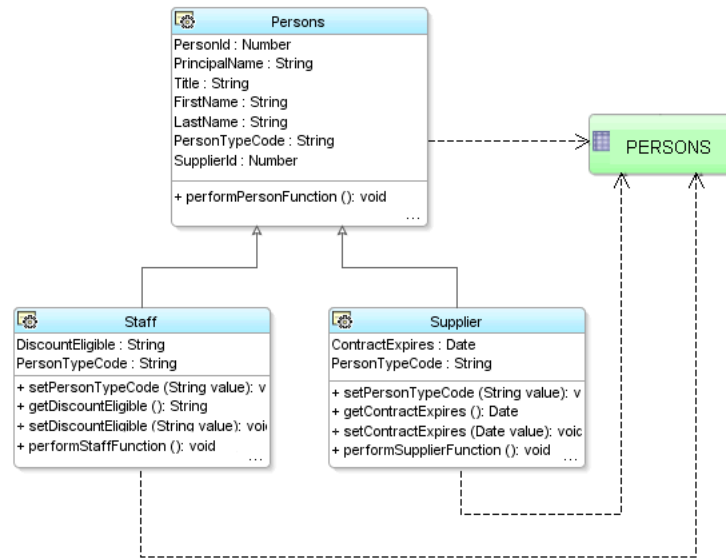 Persons
PersonId : Number
PrincipalName : String
Title : String
FirstName : String
LastName : String
PersonTypeCode : String
SupplierId : Number
+ performPersonFunction (): void
...
PERSONS
Staff
DiscountEligible : String
PersonTypeCode : String
+ setPersonTypeCode (String value): v
+ getDiscountEligible (): String
+ setDiscountEligible (String value): voi
+ performStaffFunction (): void
...
Supplier
ContractExpires : Date
PersonTypeCode : String
+ setPersonTypeCode (String value): v
+ getContractExpires (): Date
+ setContractExpires (Date value): void
+ performSupplierFunction (): void
...